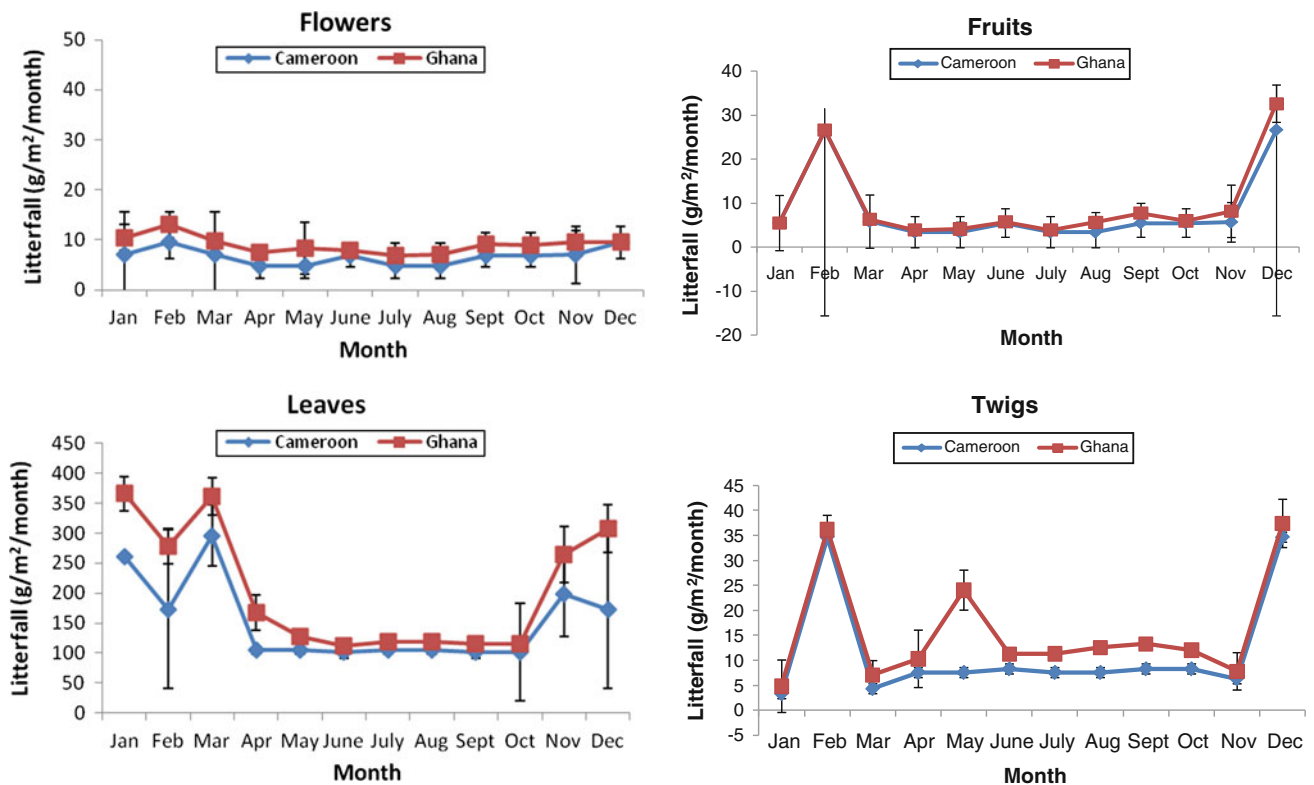 Flowers
Cameroon Ghana
Litterfall (g/m²/month)
50
40
30
20
10
0
Jan Feb Mar Apr May June July Aug Sept Oct Nov Dec
Month
Fruits
Cameroon Ghana
Litterfall (g/m²/month)
40
30
20
10
0
-10
-20
Jan Feb Mar Apr May June July Aug Sept Oct Nov Dec
Month
Leaves
Cameroon Ghana
Litterfall (g/m²/month)
450
400
350
300
250
200
150
100
50
0
Jan Feb Mar Apr May June July Aug Sept Oct Nov Dec
Month
Twigs
Cameroon Ghana
Litterfall (g/m²/month)
45
40
35
30
25
20
15
10
5
0
-5
Jan Feb Mar Apr May June July Aug Sept Oct Nov Dec
Month